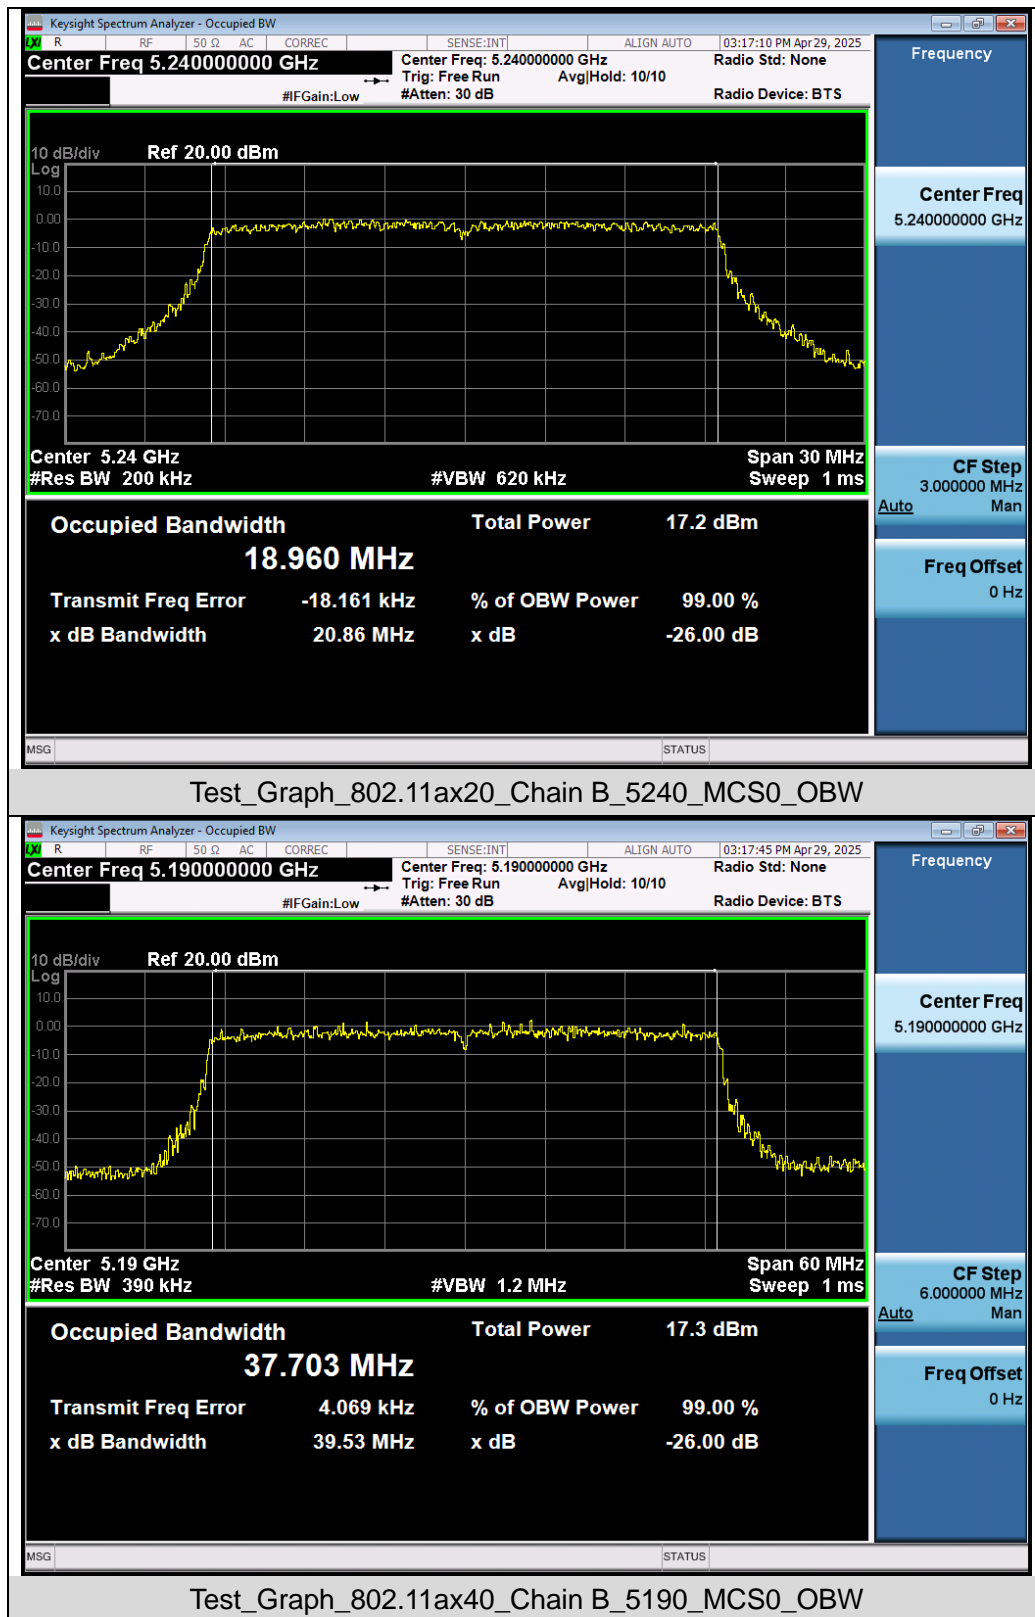 Keysight Spectrum Analyzer - Occupied BW
LXI R RF 50 Ω AC CORREC SENSE:INT ALIGN AUTO 03:17:10 PM Apr 29, 2025
Center Freq 5.240000000 GHz Center Freq: 5.240000000 GHz Radio Std: None
Trig: Free Run Avg|Hold: 10/10
#IFGain:Low #Atten: 30 dB Radio Device: BTS
Frequency
10 dB/div Ref 20.00 dBm
Log
10.0
0.00
-10.0
-20.0
-30.0
-40.0
-50.0
-60.0
-70.0
Center 5.24 GHz Span 30 MHz
#Res BW 200 kHz #VBW 620 kHz Sweep 1 ms
Center Freq
5.240000000 GHz
CF Step
3.000000 MHz
Auto Man
Freq Offset
0 Hz
Occupied Bandwidth Total Power 17.2 dBm
18.960 MHz
Transmit Freq Error -18.161 kHz % of OBW Power 99.00 %
x dB Bandwidth 20.86 MHz x dB -26.00 dB
MSG STATUS
Test_Graph_802.11ax20_Chain B_5240_MCS0_OBW
Keysight Spectrum Analyzer - Occupied BW
LXI R RF 50 Ω AC CORREC SENSE:INT ALIGN AUTO 03:17:45 PM Apr 29, 2025
Center Freq 5.190000000 GHz Center Freq: 5.190000000 GHz Radio Std: None
Trig: Free Run Avg|Hold: 10/10
#IFGain:Low #Atten: 30 dB Radio Device: BTS
Frequency
10 dB/div Ref 20.00 dBm
Log
10.0
0.00
-10.0
-20.0
-30.0
-40.0
-50.0
-60.0
-70.0
Center 5.19 GHz Span 60 MHz
#Res BW 390 kHz #VBW 1.2 MHz Sweep 1 ms
Center Freq
5.190000000 GHz
CF Step
6.000000 MHz
Auto Man
Freq Offset
0 Hz
Occupied Bandwidth Total Power 17.3 dBm
37.703 MHz
Transmit Freq Error 4.069 kHz % of OBW Power 99.00 %
x dB Bandwidth 39.53 MHz x dB -26.00 dB
MSG STATUS
Test_Graph_802.11ax40_Chain B_5190_MCS0_OBW